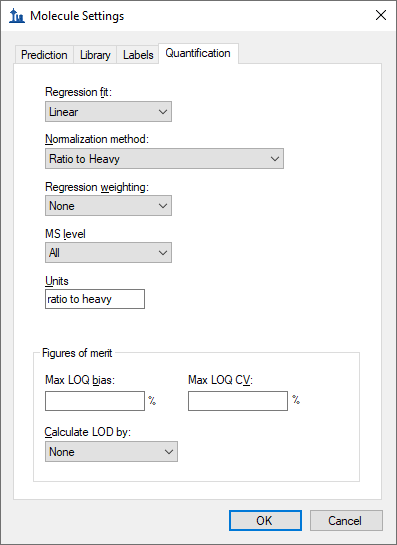 Molecule Settings
Prediction Library Labels Quantification
Regression fit:
Linear
Normalization method:
Ratio to Heavy
Regression weighting:
None
MS level
All
Units
ratio to heavy
Figures of merit
Max LOQ bias: Max LOQ CV:
% %
Calculate LOD by:
None
OK Cancel